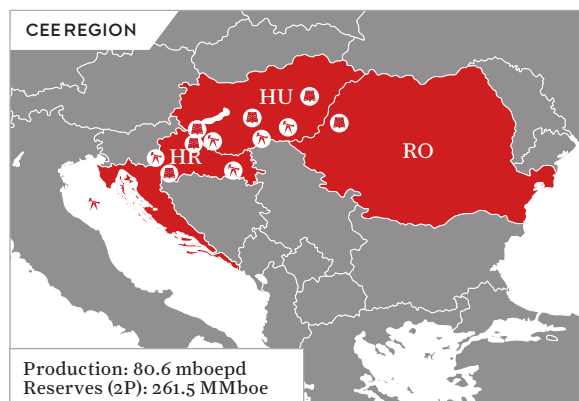 CEE REGION
HU
HR
RO
Production: 80.6 mboepd
Reserves (2P): 261.5 MMboe